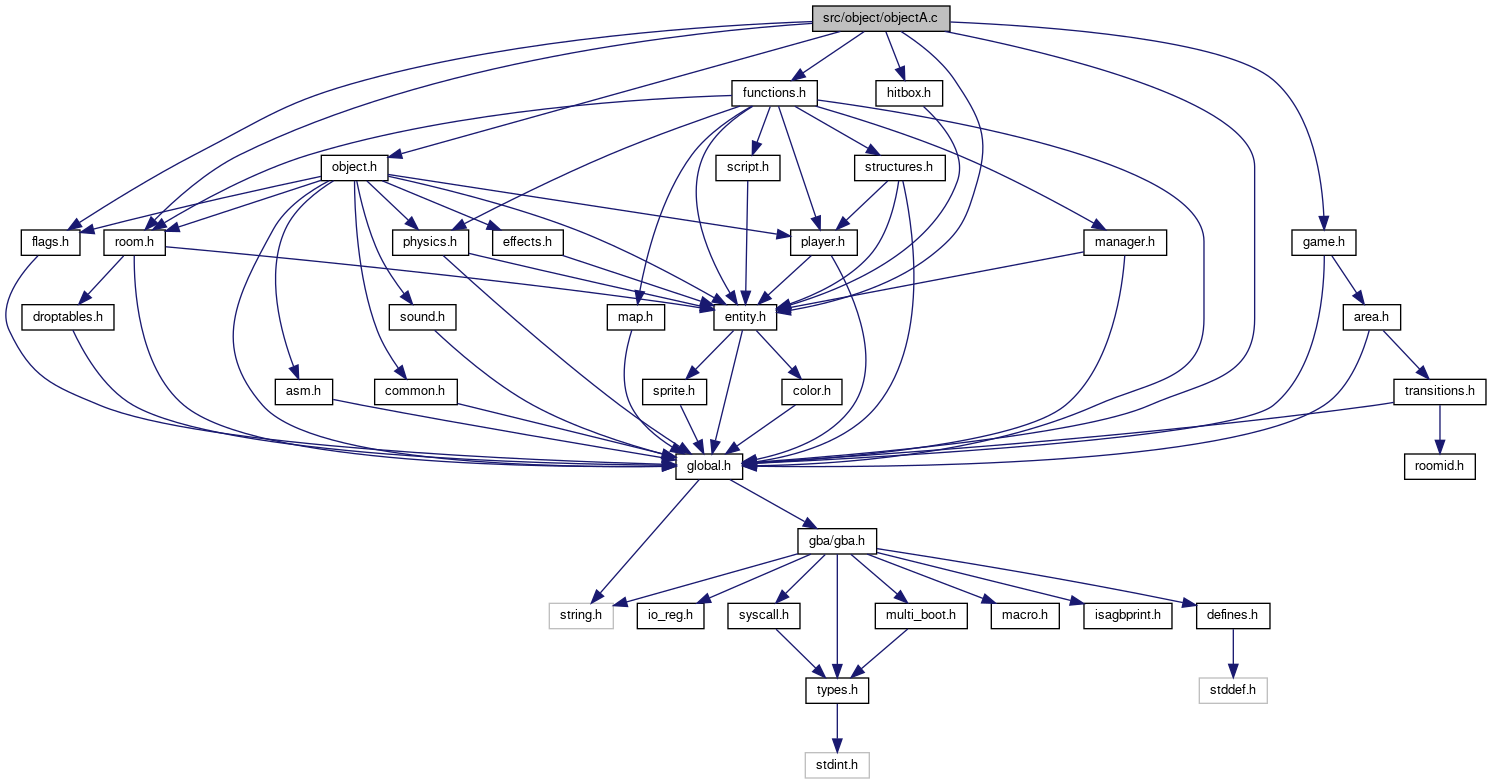 src/object/objectA.c
functions.h
hitbox.h
object.h
script.h
structures.h
flags.h
room.h
physics.h
effects.h
player.h
manager.h
game.h
droptables.h
sound.h
map.h
entity.h
area.h
asm.h
common.h
sprite.h
color.h
transitions.h
global.h
roomid.h
gba/gba.h
string.h
io_reg.h
syscall.h
multi_boot.h
macro.h
isagbprint.h
defines.h
types.h
stddef.h
stdint.h